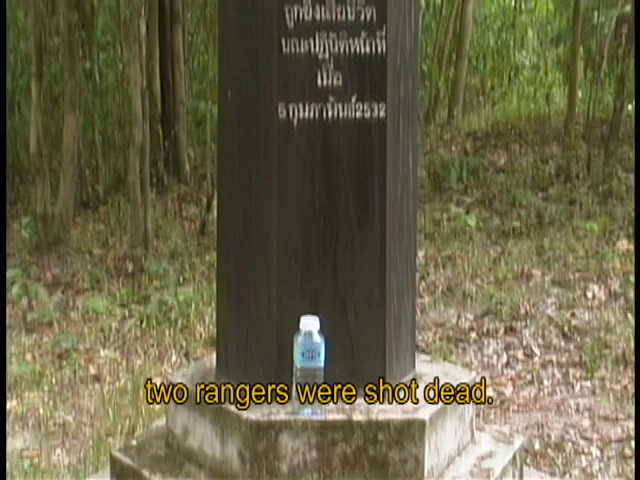 ถูกยิงเสียชีวิต
ขณะปฏิบัติหน้าที่
เมื่อ
5กุมภาพันธ์2532
two rangers were shot dead.